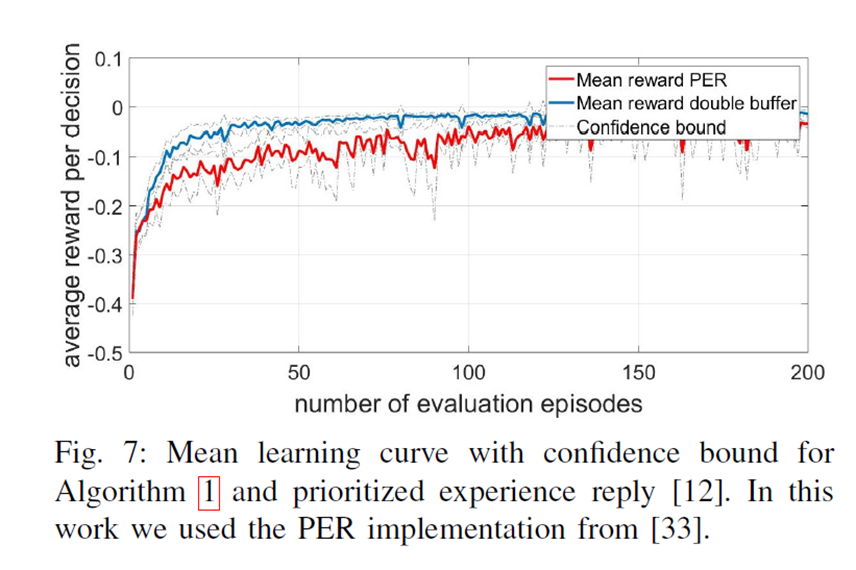 average reward per decision
0.1
0
-0.1
-0.2
-0.3
-0.4
-0.5
Mean reward PER
Mean reward double buffer
Confidence bound
0
50
100
150
200
number of evaluation episodes
Fig. 7: Mean learning curve with confidence bound for
Algorithm 1 and prioritized experience reply [12]. In this
work we used the PER implementation from [33].